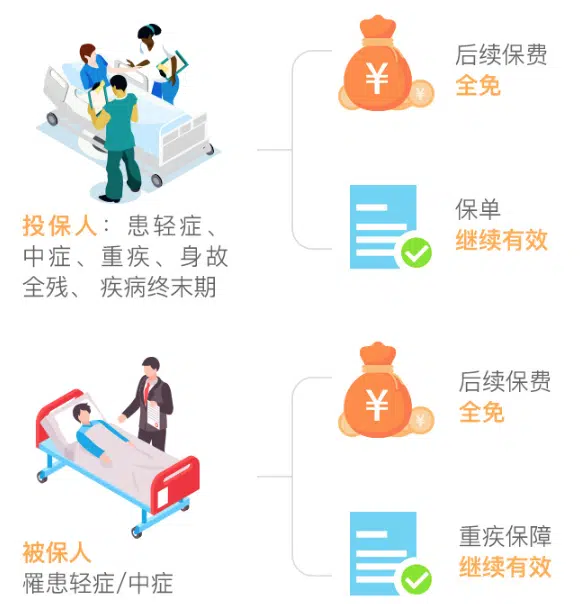 ¥
¥
后续保费
全免
投保人：患轻症、
中症、重疾、身故
全残、疾病终末期
保单
继续有效
¥
¥
后续保费
全免
被保人
罹患轻症/中症
重疾保障
继续有效